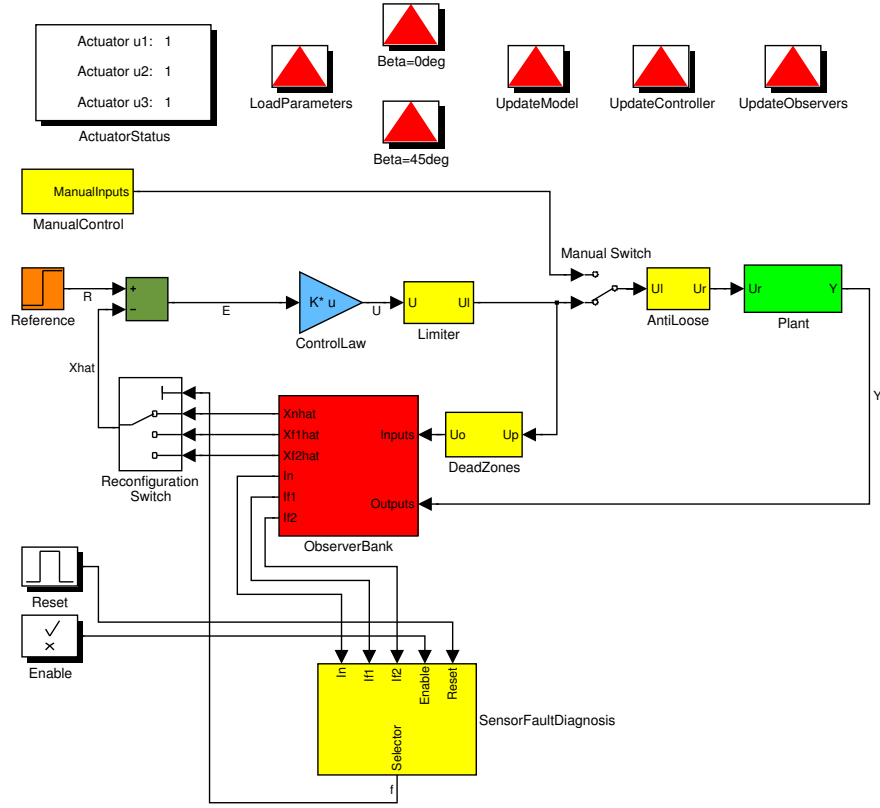 Actuator u1: 1
Actuator u2: 1
Actuator u3: 1
ActuatorStatus
LoadParameters
Beta=0deg
Beta=45deg
UpdateModel
UpdateController
UpdateObservers
ManualInputs
ManualControl
Manual Switch
Reference
R
+
−
E
K* u
ControlLaw
U
U
Ul
Limiter
Ul
Ur
AntiLoose
Ur
Y
Plant
Y
Xhat
Reconfiguration
Switch
Xnhat
Xf1hat
Xf2hat
In
If1
If2
Inputs
Outputs
ObserverBank
Uo
Up
DeadZones
Reset
Enable
In
If1
If2
Enable
Reset
Selector
SensorFaultDiagnosis
f